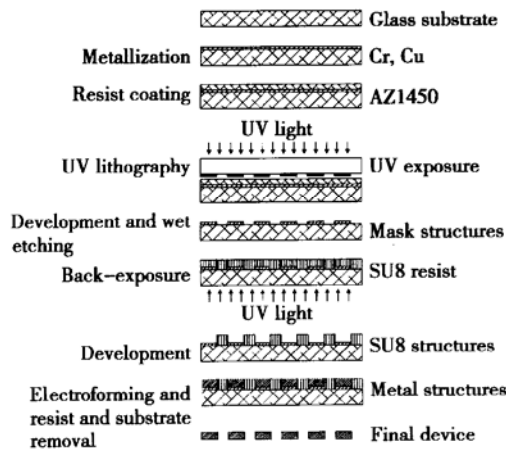 Glass substrate
Metallization
Cr, Cu
Resist coating
AZ1450
UV light
UV lithography
UV exposure
Development and wet
etching
Mask structures
Back-exposure
SU8 resist
UV light
Development
SU8 structures
Electroforming and
resist and substrate
removal
Metal structures
Final device